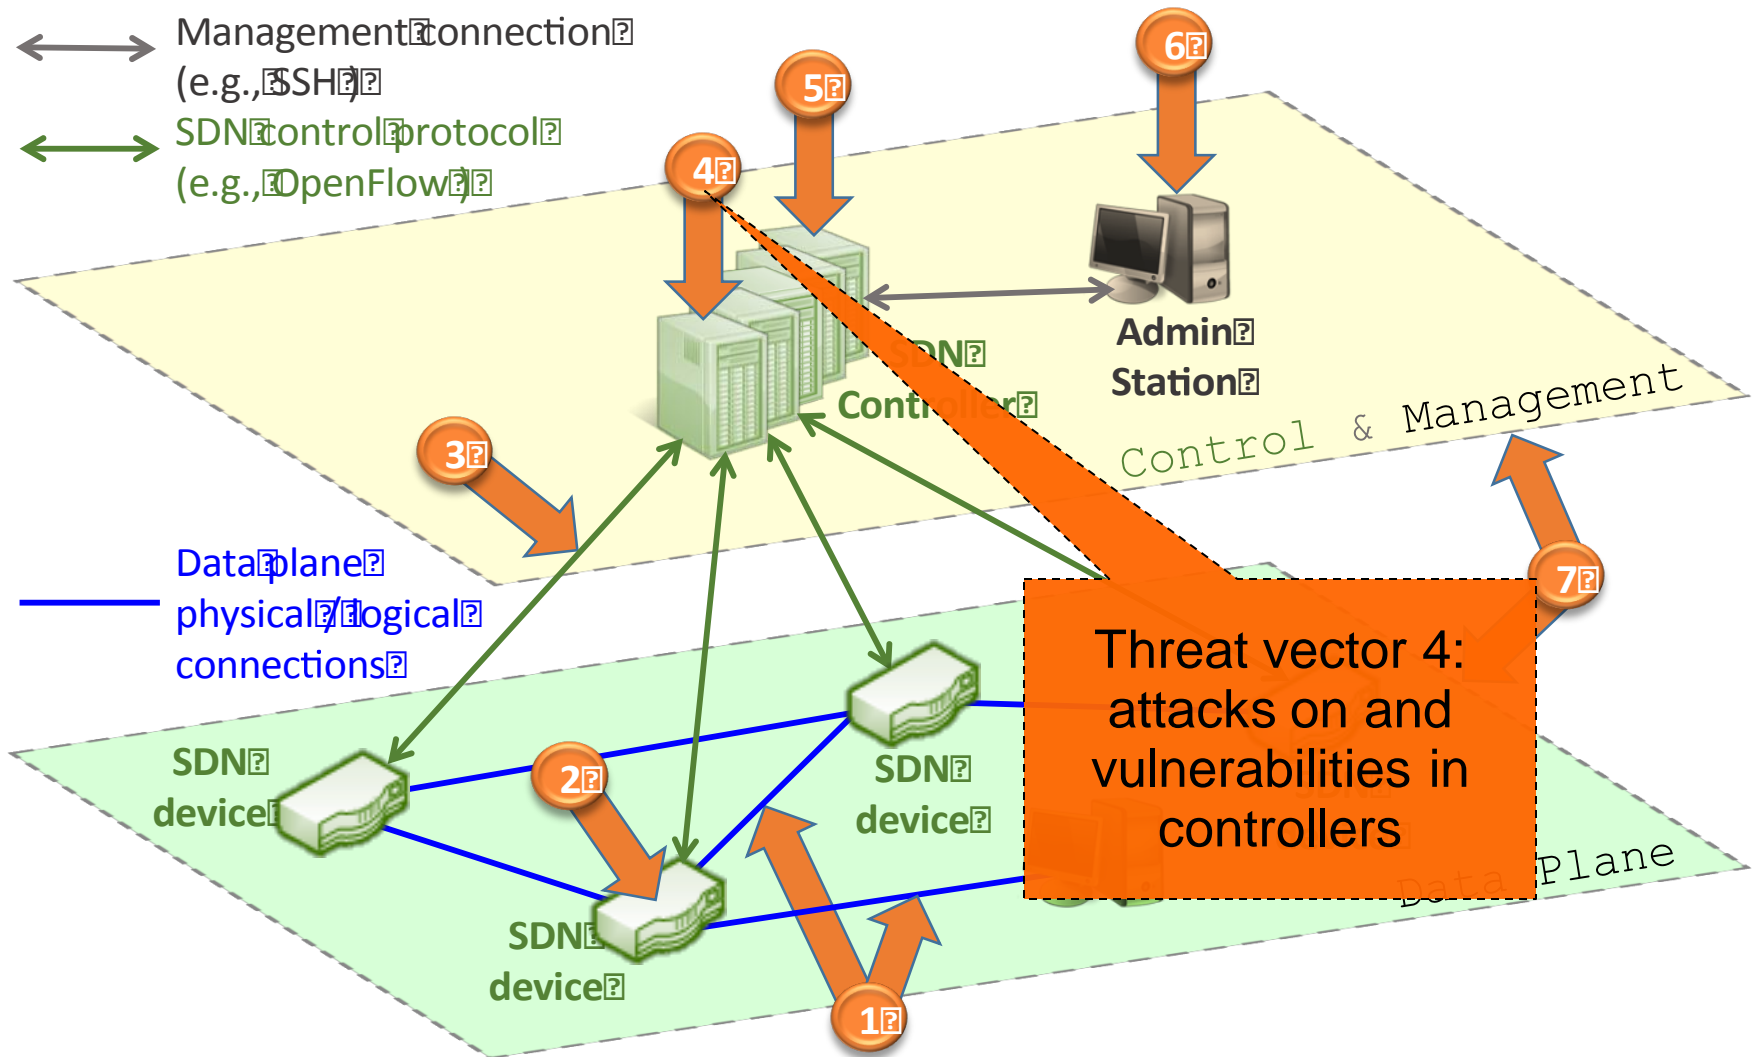 Management connection
(e.g., SSH)
SDN control protocol
(e.g., OpenFlow)
4
5
6
SDN
Controller
Admin
Station
Control & Management
3
7
Data plane
physical / logical
connections
Threat vector 4:
attacks on and
vulnerabilities in
controllers
SDN
device
2
SDN
device
SDN
device
Data Plane
1